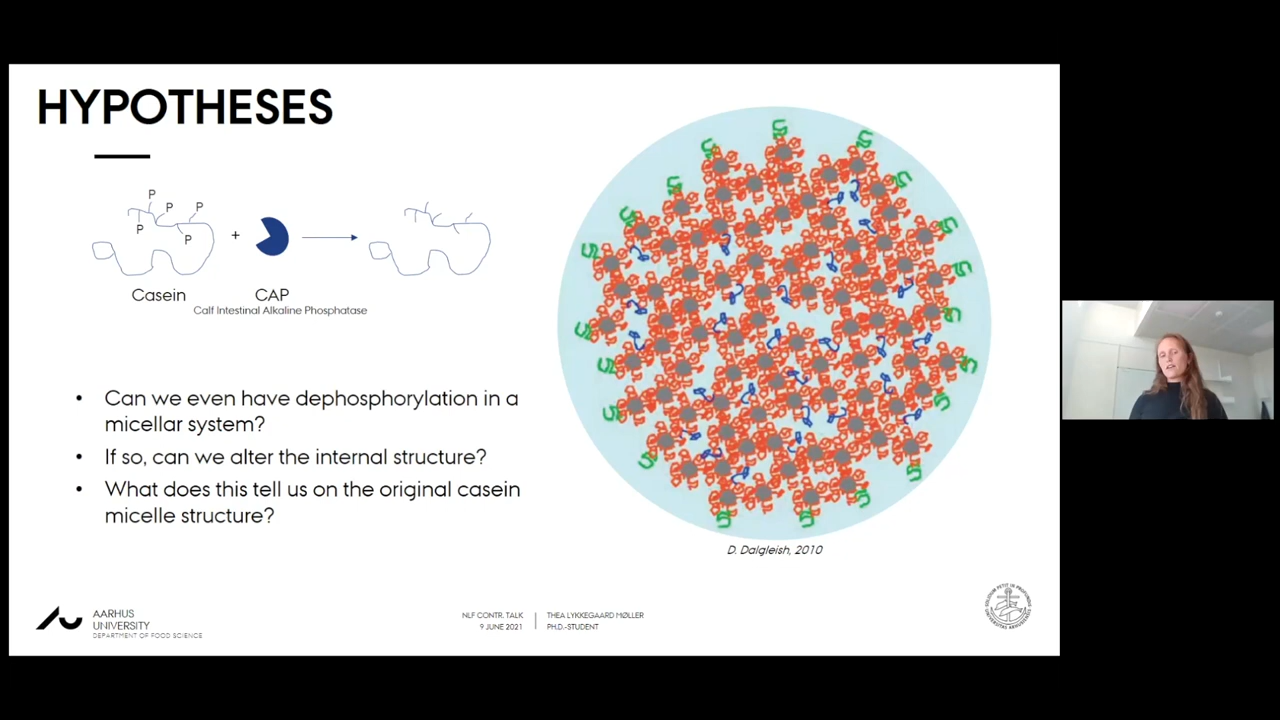 HYPOTHESES
P
P
P
P
P
+
Casein
CAP
Calf Intestinal Alkaline Phosphatase
• Can we even have dephosphorylation in a
micellar system?
• If so, can we alter the internal structure?
• What does this tell us on the original casein
micelle structure?
D. Dalgleish, 2010
AARHUS
UNIVERSITY
DEPARTMENT OF FOOD SCIENCE
NLF CONTR. TALK
9 JUNE 2021
THEA LYKKEGAARD MØLLER
PH.D.-STUDENT